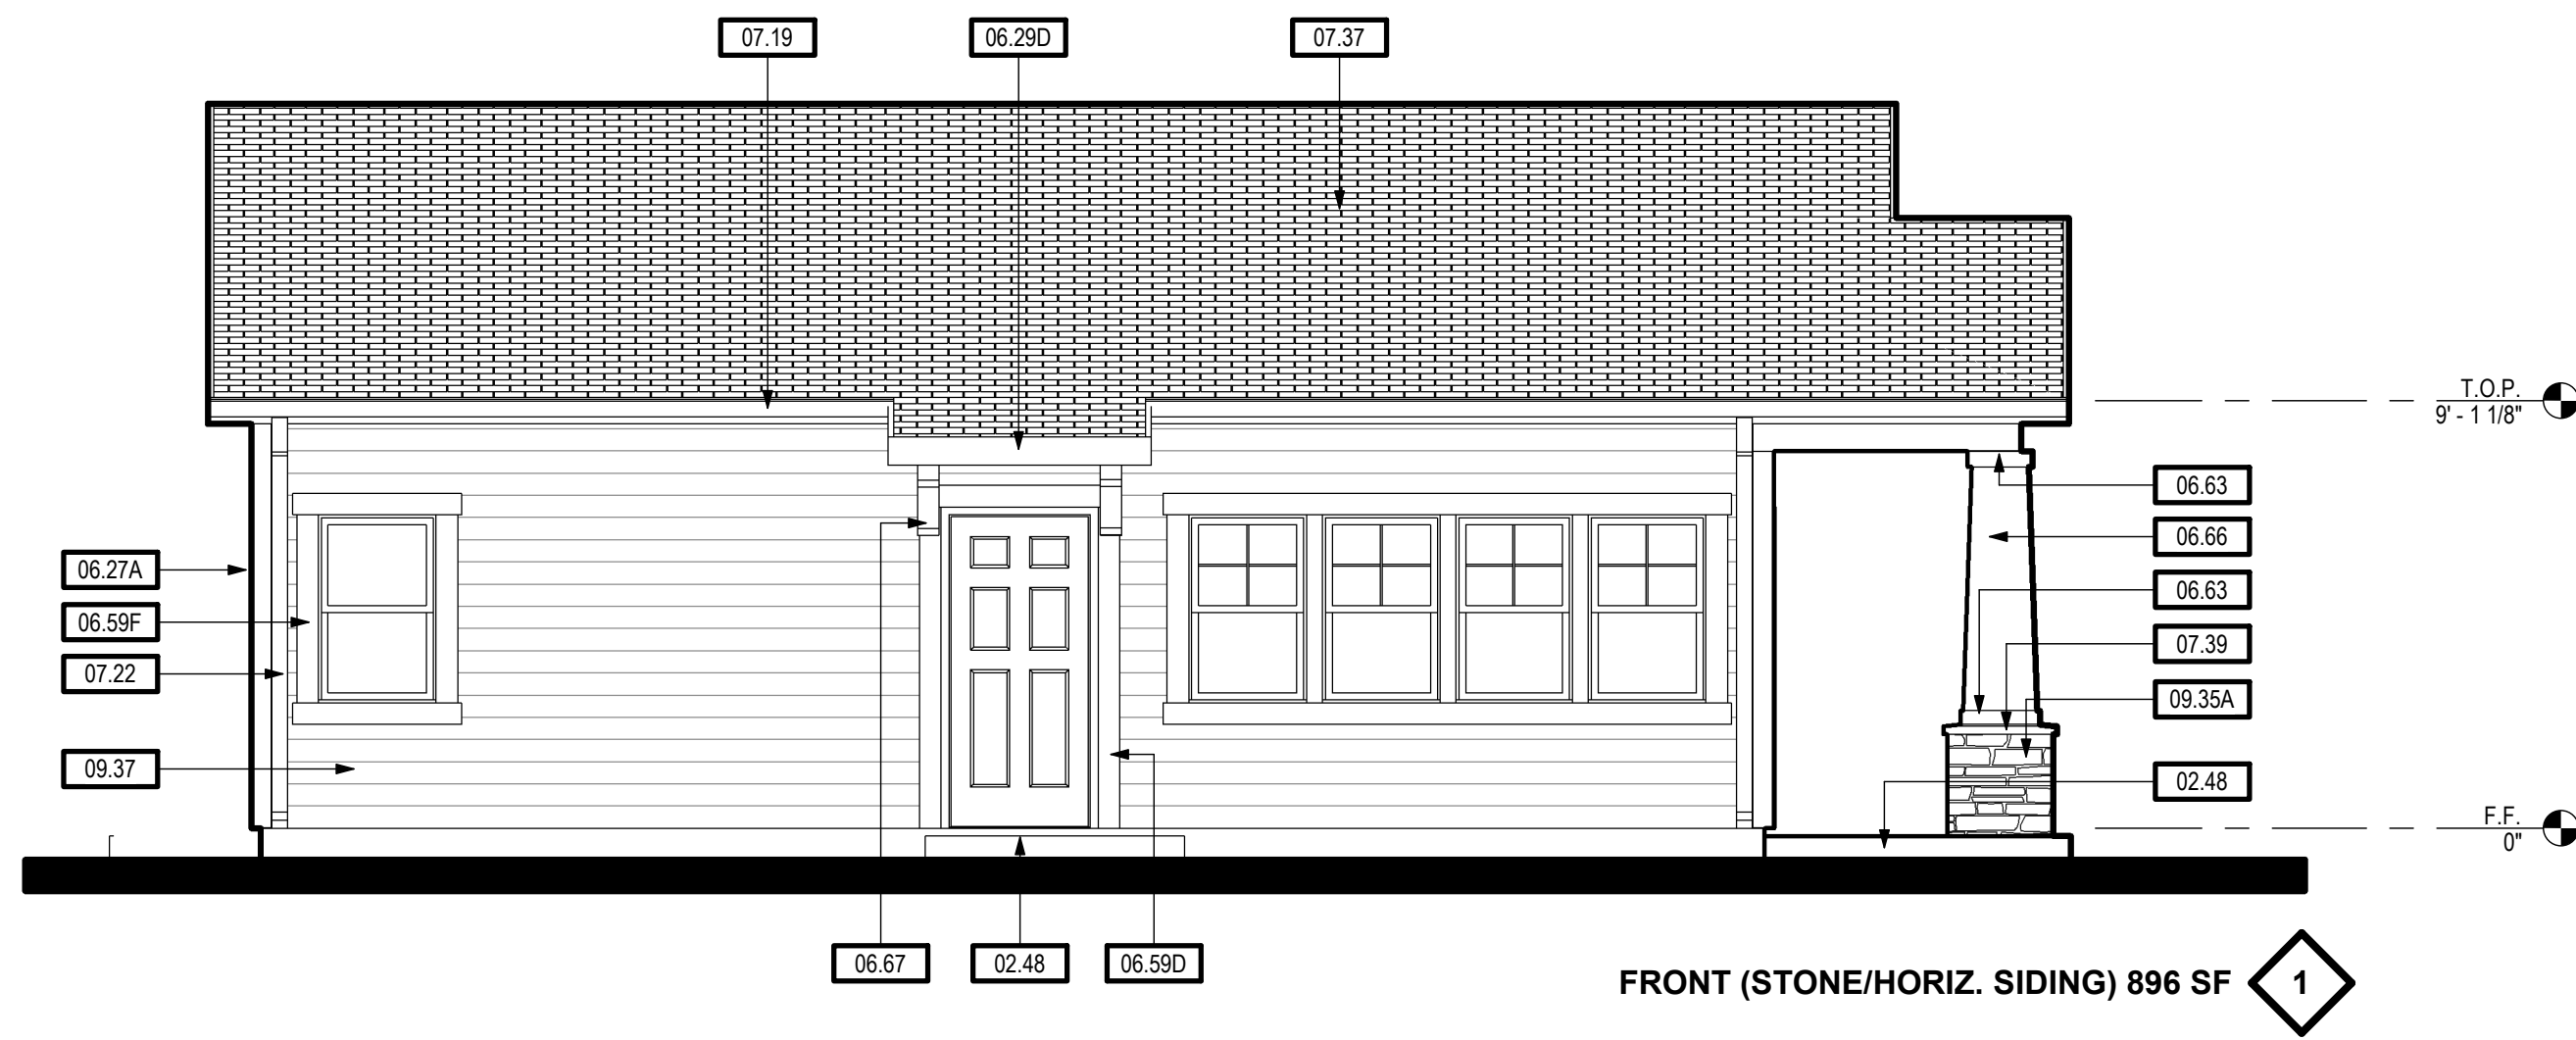 07.19
06.29D
07.37
T.O.P.
9' - 1 1/8"
06.63
06.66
06.27A
06.63
06.59F
07.39
07.22
09.35A
09.37
02.48
F.F.
0"
06.67
02.48
06.59D
FRONT (STONE/HORIZ. SIDING) 896 SF
1